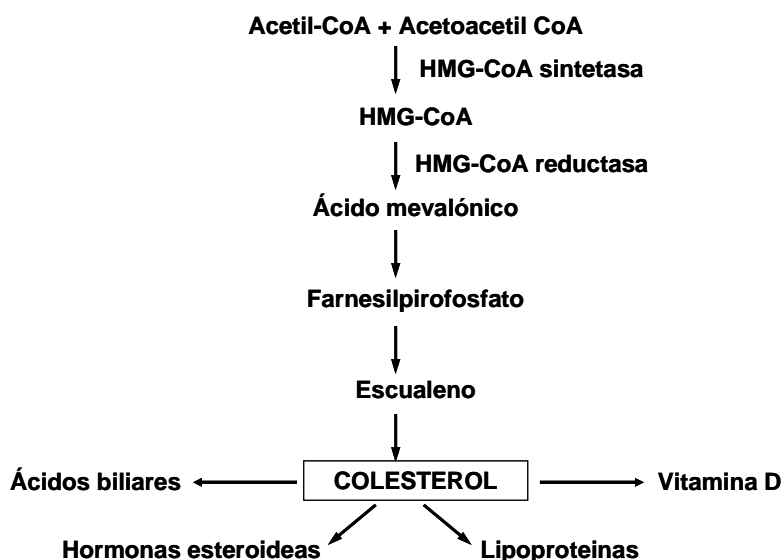 Acetil-CoA + Acetoacetil CoA
HMG-CoA sintetasa
HMG-CoA
HMG-CoA reductasa
Ácido mevalónico
Farnesilpirofosfato
Escualeno
Ácidos biliares
COLESTEROL
Vitamina D
Hormonas esteroideas
Lipoproteinas